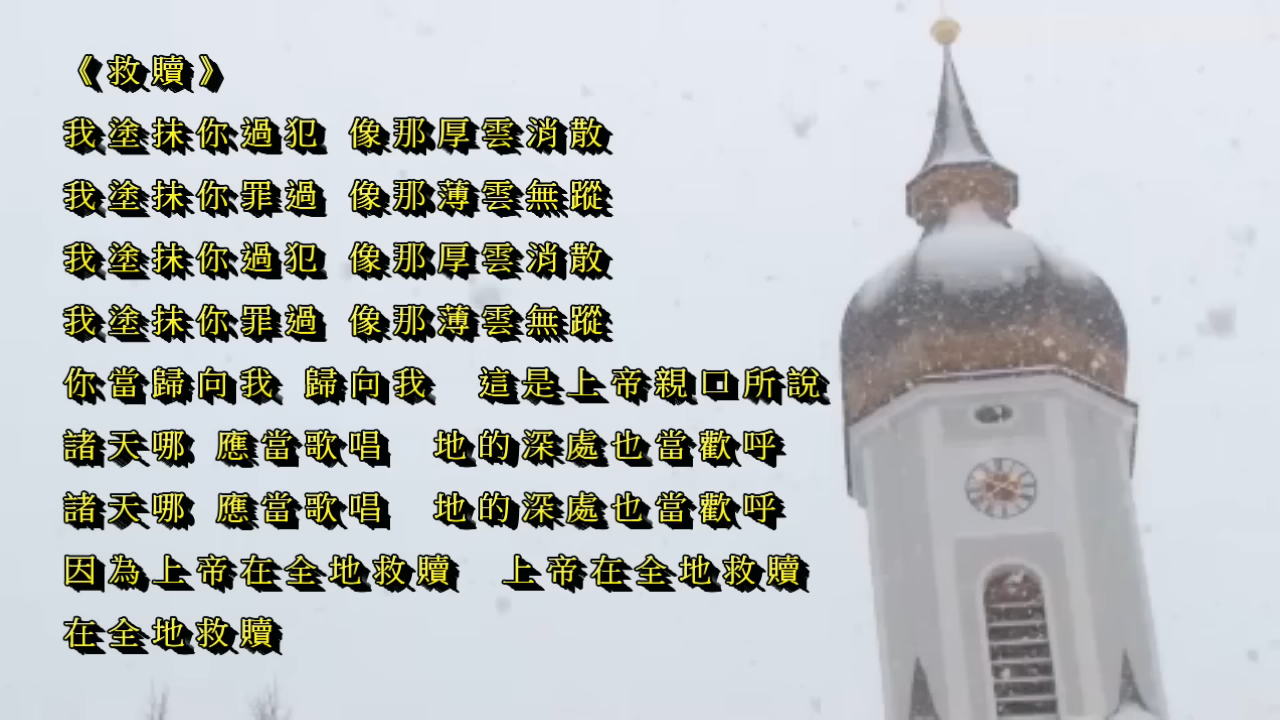 《救贖》
我塗抹你過犯 像那厚雲消散
我塗抹你罪過 像那薄雲無蹤
我塗抹你過犯 像那厚雲消散
我塗抹你罪過 像那薄雲無蹤
你當歸向我 歸向我　這是上帝親口所說
諸天哪 應當歌唱　地的深處也當歡呼
諸天哪 應當歌唱　地的深處也當歡呼
因為上帝在全地救贖　上帝在全地救贖
在全地救贖